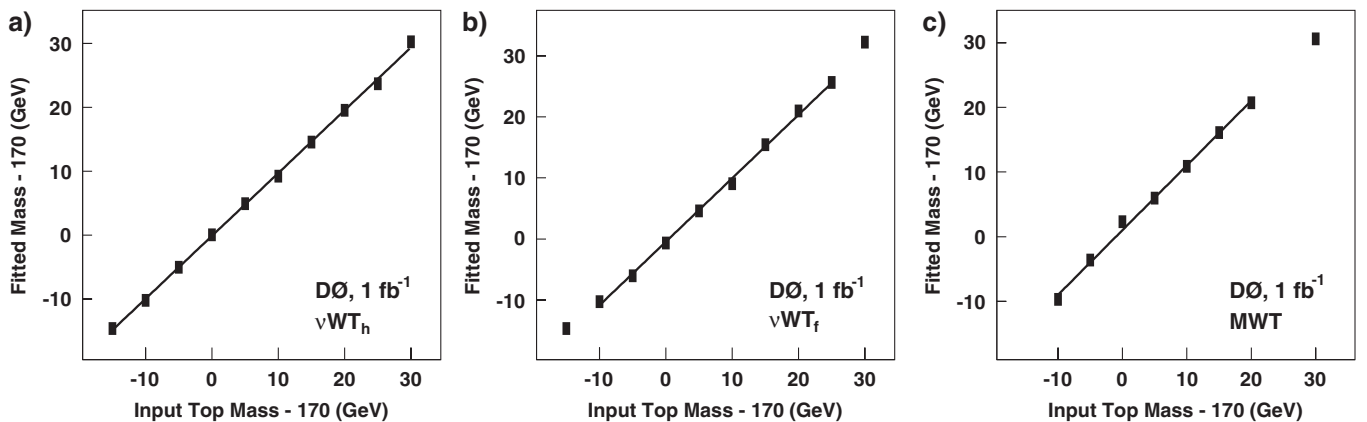 a)
Fitted Mass - 170 (GeV)
30
20
10
0
-10
DØ, 1 fb⁻¹
νWTₕ
-10 0 10 20 30
Input Top Mass - 170 (GeV)
b)
Fitted Mass - 170 (GeV)
30
20
10
0
-10
DØ, 1 fb⁻¹
νWT_f
-10 0 10 20 30
Input Top Mass - 170 (GeV)
c)
Fitted Mass - 170 (GeV)
30
20
10
0
-10
DØ, 1 fb⁻¹
MWT
-10 0 10 20 30
Input Top Mass - 170 (GeV)